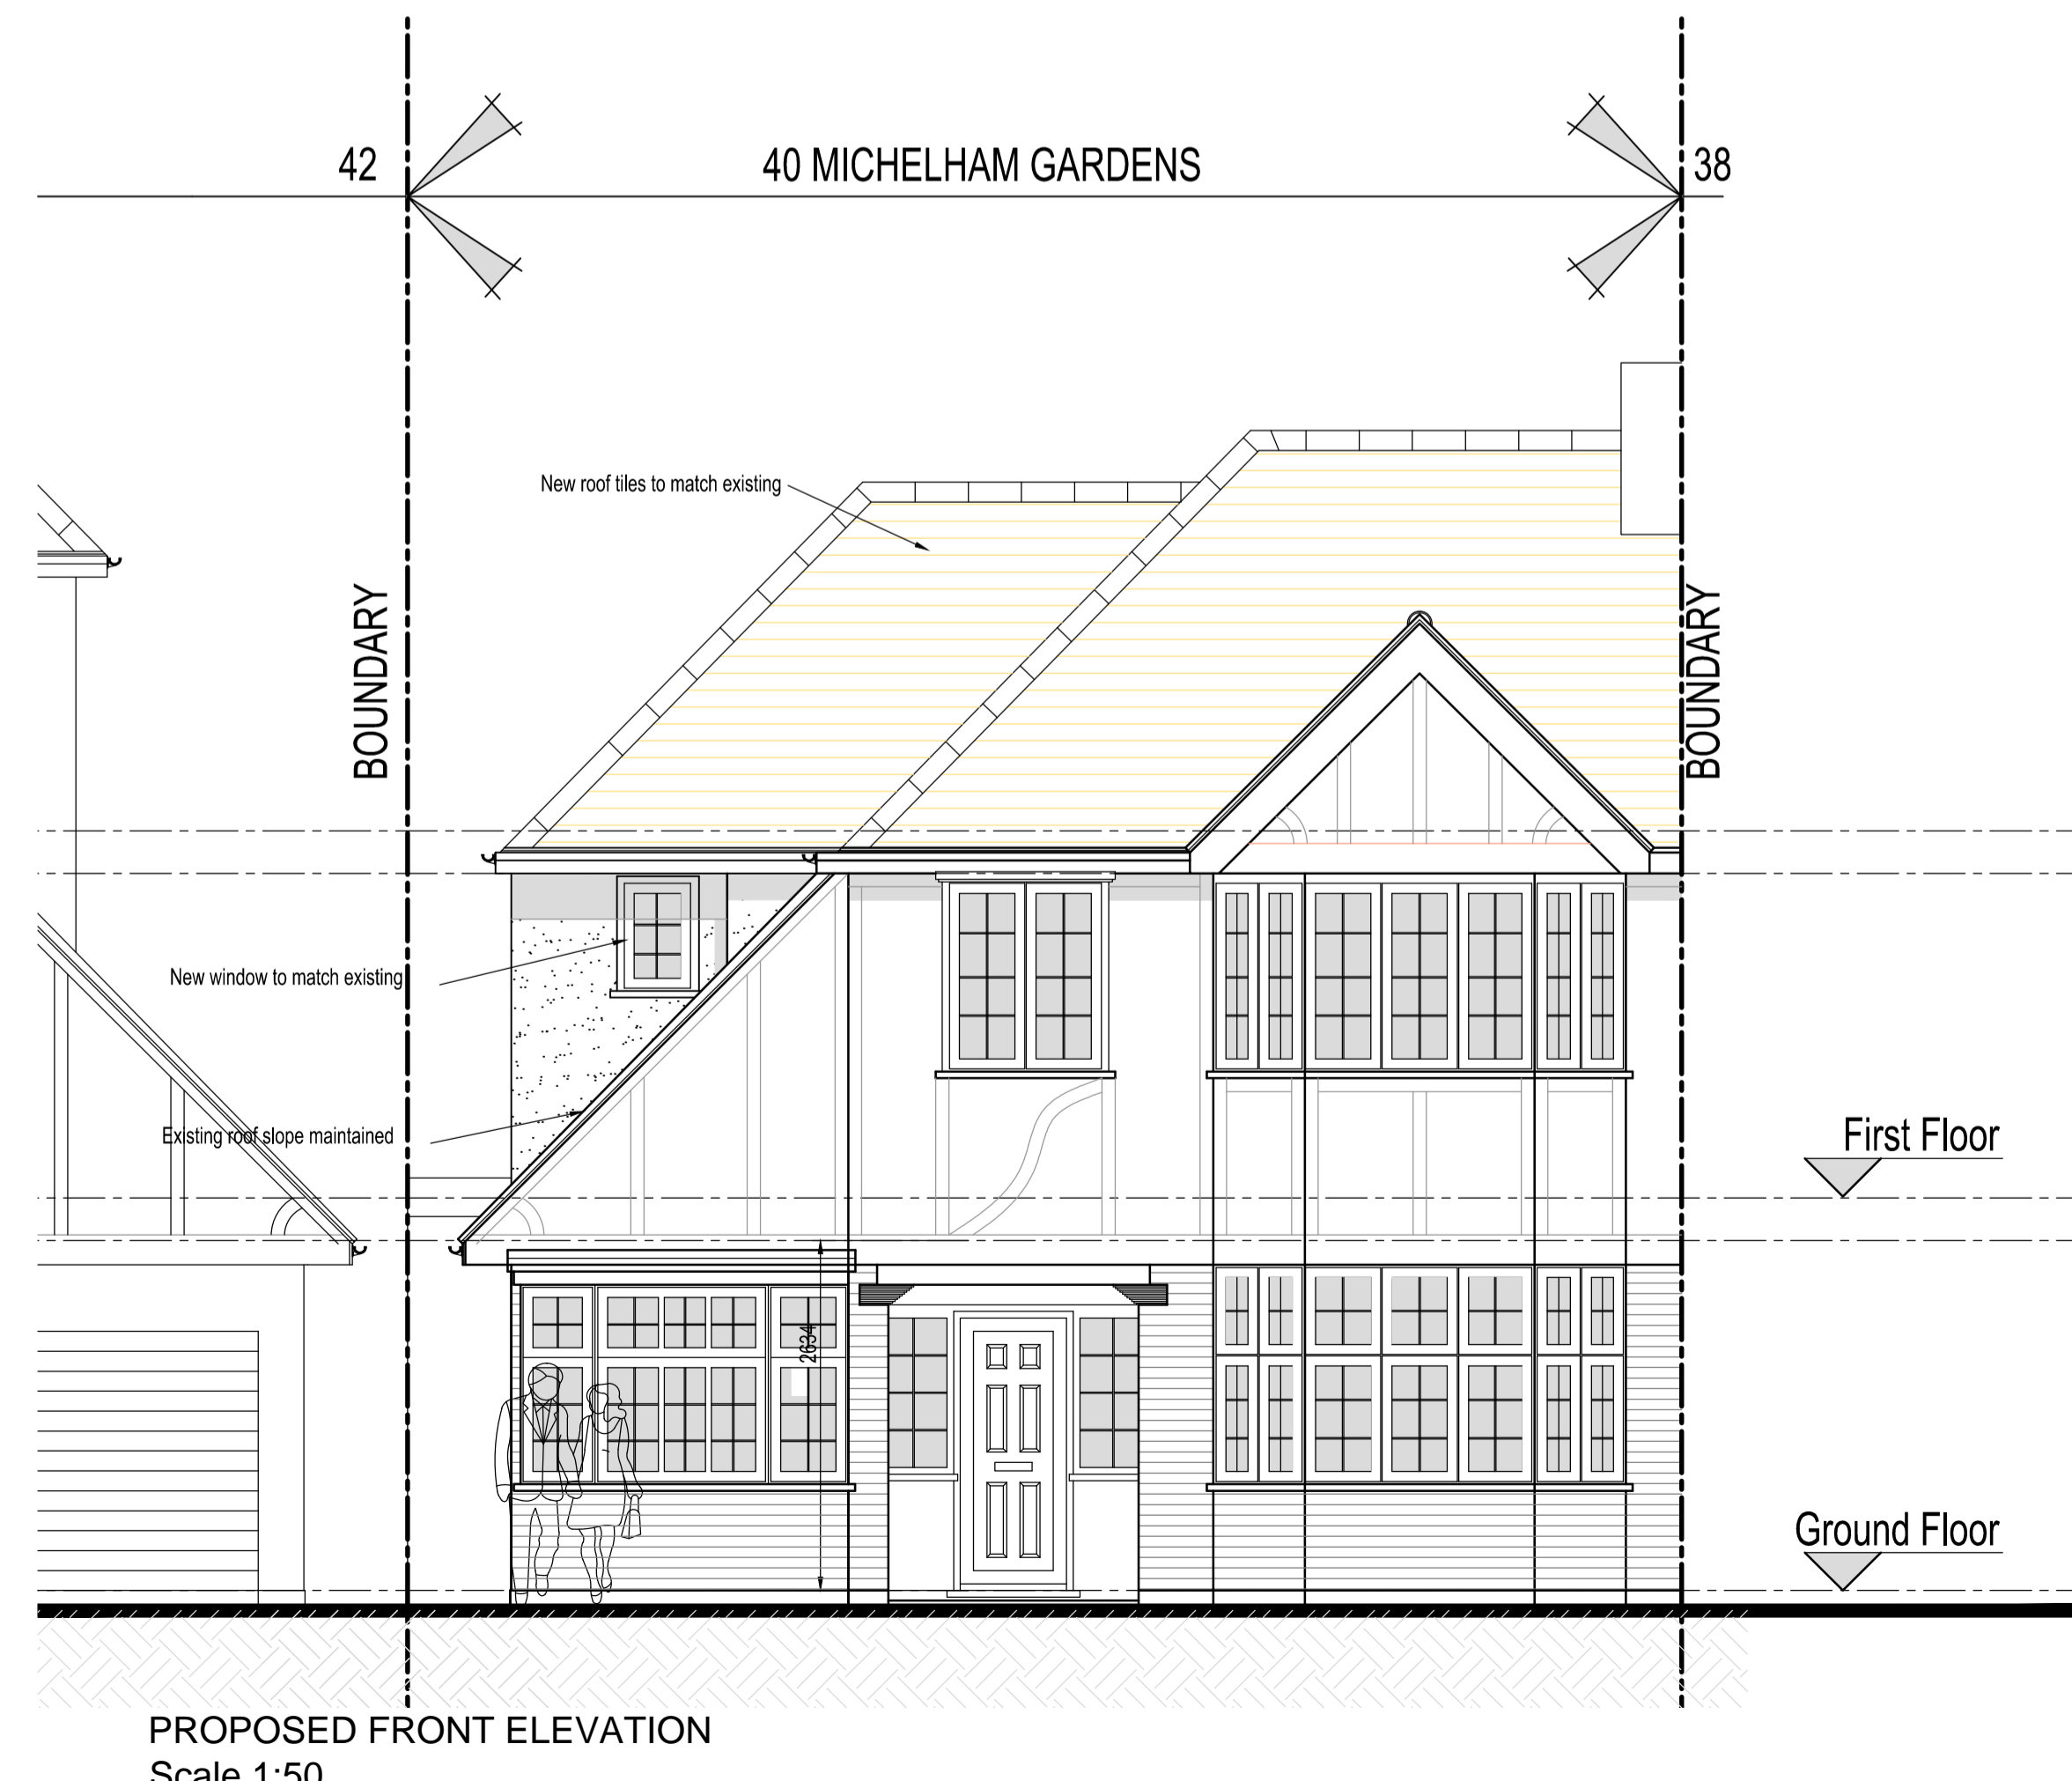 42
40 MICHELHAM GARDENS
38
New roof tiles to match existing
BOUNDARY
BOUNDARY
New window to match existing
Existing roof slope maintained
First Floor
2634
Ground Floor
PROPOSED FRONT ELEVATION
Scale 1:50